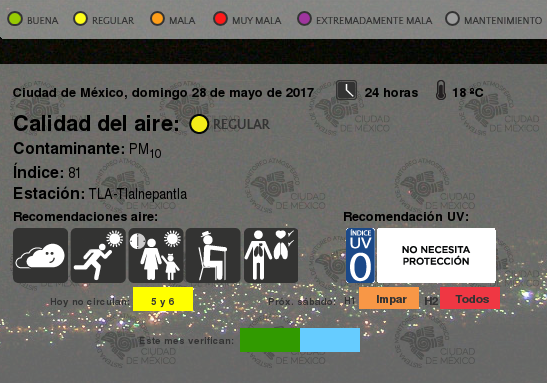 BUENA REGULAR MALA MUY MALA EXTREMADAMENTE MALA MANTENIMIENTO
Ciudad de México, domingo 28 de mayo de 2017 24 horas 18 ºC
Calidad del aire: REGULAR
Contaminante: PM10
Índice: 81
Estación: TLA-Tlalnepantla
Recomendaciones aire: Recomendación UV:
ÍNDICE UV 0 NO NECESITA PROTECCIÓN
Hoy no circulan: 5 y 6 Próx. sabado: H1 Impar H2 Todos
Este mes verifican:
CIUDAD DE MÉXICO